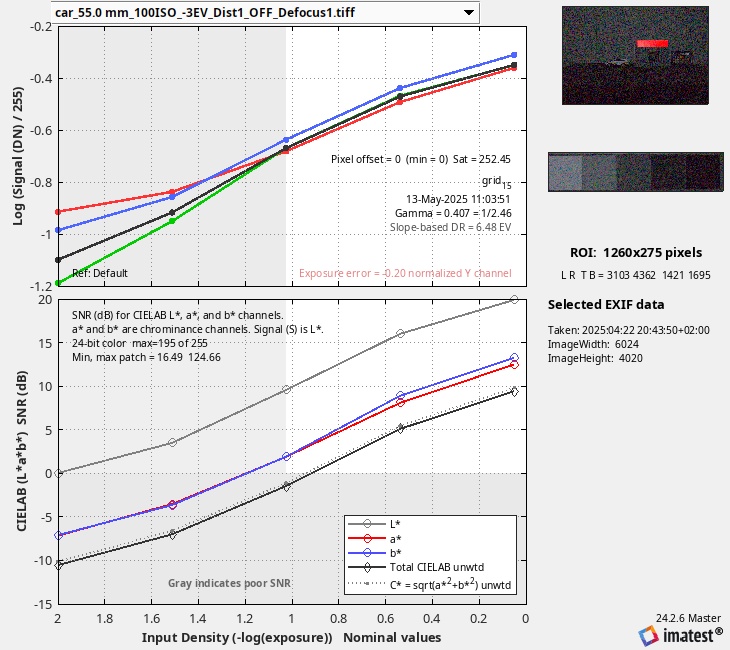 car_55.0 mm_100ISO_-3EV_Dist1_OFF_Defocus1.tiff
-0.2
-0.4
-0.6
-0.8
-1
-1.2
Log (Signal (DN) / 255)
Pixel offset = 0 (min = 0) Sat = 252.45
grid_15
13-May-2025 11:03:51
Gamma = 0.407 = 1/2.46
Slope-based DR = 6.48 EV
Ref: Default
Exposure error = -0.20 normalized Y channel
ROI: 1260x275 pixels
L R T B = 3103 4362 1421 1695
Selected EXIF data
Taken: 2025:04:22 20:43:50+02:00
ImageWidth: 6024
ImageHeight: 4020
20
15
10
5
0
-5
-10
-15
CIELAB (L*a*b*) SNR (dB)
SNR (dB) for CIELAB L*, a*, and b* channels.
a* and b* are chrominance channels. Signal (S) is L*.
24-bit color max=195 of 255
Min, max patch = 16.49 124.66
L*
a*
b*
Total CIELAB unwtd
C* = sqrt(a*2+b*2) unwtd
Gray indicates poor SNR
2 1.8 1.6 1.4 1.2 1 0.8 0.6 0.4 0.2 0
Input Density (-log(exposure)) Nominal values
24.2.6 Master
imatest®